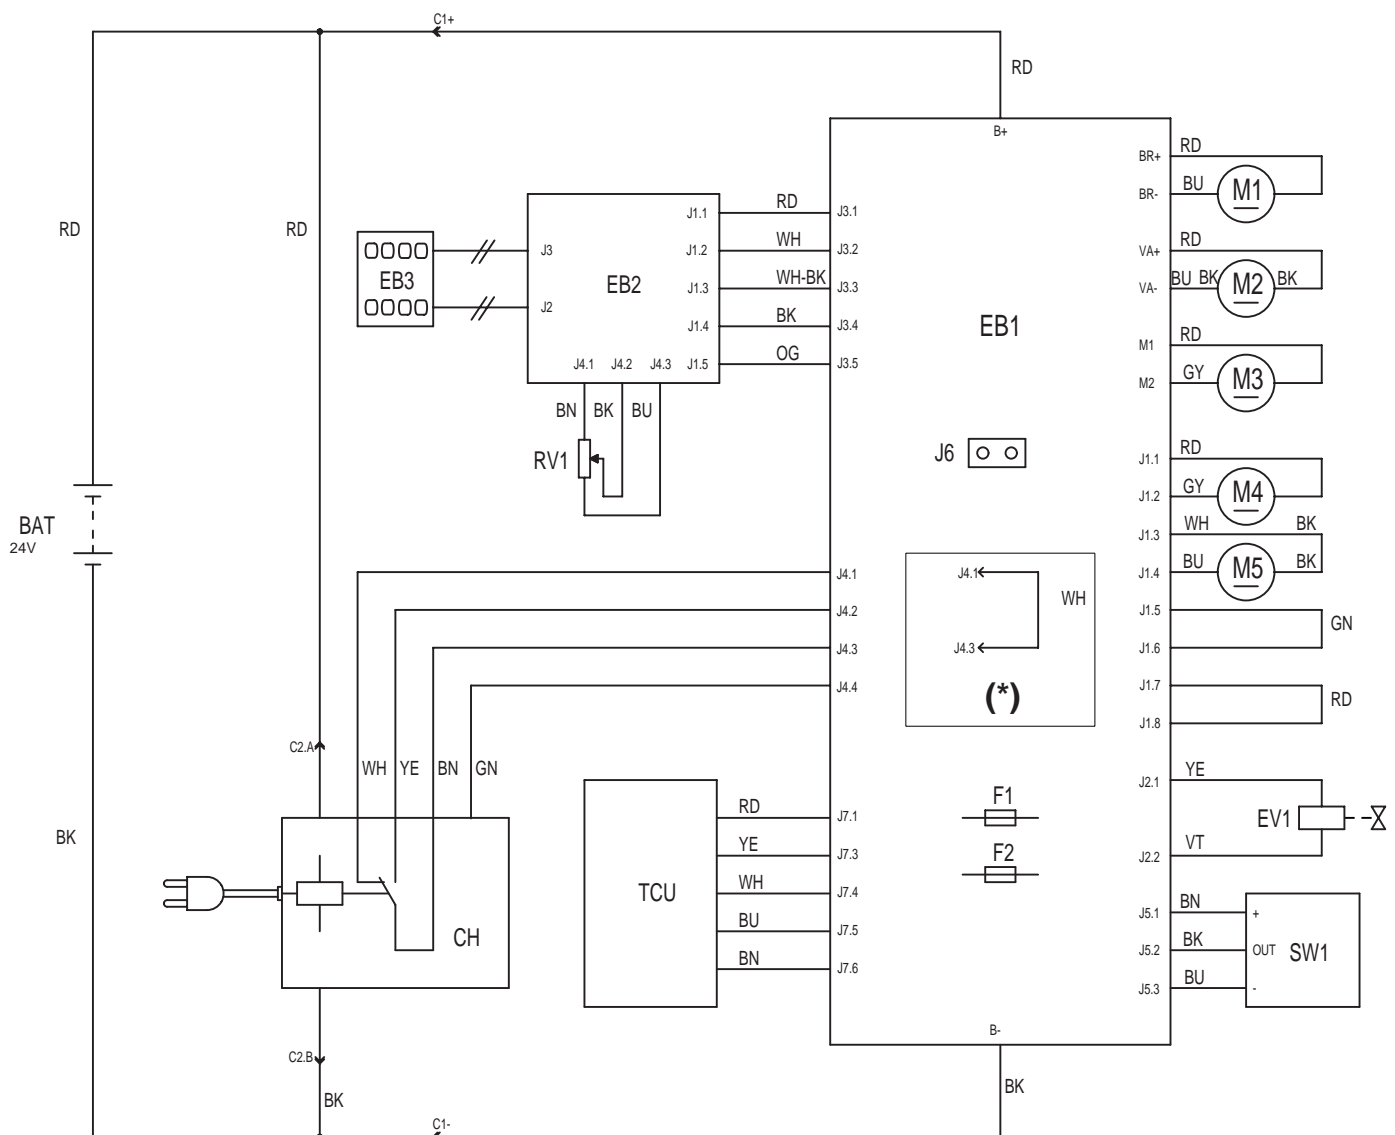 C1+
RD
B+
RD
RD
EB3
J3
J2
EB2
J1.1
J1.2
J1.3
J1.4
J1.5
J4.1
J4.2
J4.3
RD
WH
WH-BK
BK
OG
J3.1
J3.2
J3.3
J3.4
J3.5
BN
BK
BU
RV1
EB1
J6
BR+
RD
M1
BR-
BU
VA+
RD
VA-
BU
BK
M2
BK
M1
RD
M2
GY
M3
J1.1
RD
J1.2
GY
M4
J1.3
WH
BK
J1.4
BU
M5
BK
J1.5
GN
J1.6
J1.7
RD
J1.8
BAT
24V
J4.1
J4.2
J4.3
J4.4
J4.1
WH
J4.3
(*)
C2.A
WH
YE
BN
GN
BK
CH
TCU
RD
YE
WH
BU
BN
J7.1
J7.3
J7.4
J7.5
J7.6
F1
F2
J2.1
YE
EV1
J2.2
VT
J5.1
BN
+
J5.2
BK
OUT
SW1
J5.3
BU
-
B-
C2.B
BK
BK
C1-